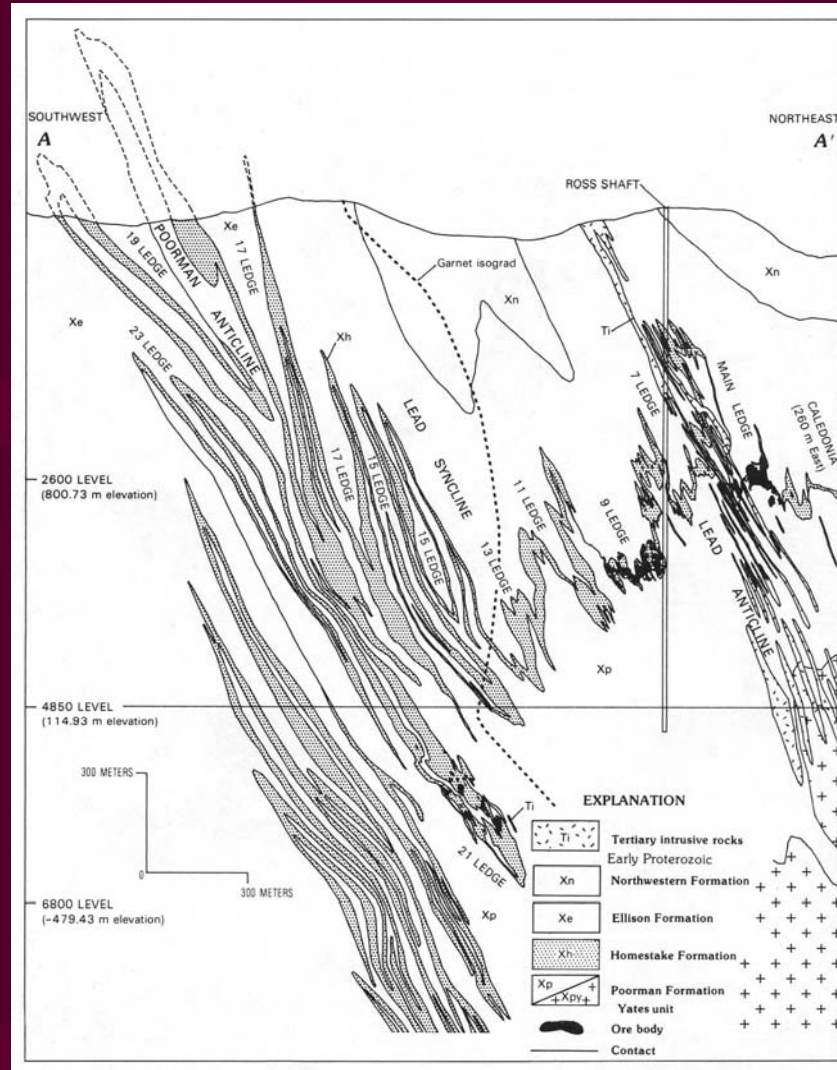 SOUTHWEST
A
NORTHEAST
A'
ROSS SHAFT
Xe
19 LEDGE
POORMAN
ANTICLINE
17 LEDGE
Garnet isograd
Xn
Xn
Xe
23 LEDGE
Ti
Xh
LEAD
SYNCLINE
7 LEDGE
MAIN
LEDGE
CALEDONIA
(260 m East)
2600 LEVEL
(800.73 m elevation)
17 LEDGE
15 LEDGE
15 LEDGE
13 LEDGE
11 LEDGE
9 LEDGE
LEAD
ANTICLINE
Xp
4850 LEVEL
(114.93 m elevation)
300 METERS
0
300 METERS
Ti
21 LEDGE
6800 LEVEL
(-479.43 m elevation)
Xp
EXPLANATION
Ti
Tertiary intrusive rocks
Early Proterozoic
Xn
Northwestern Formation
Xe
Ellison Formation
Xh
Homestake Formation
Xp
Xpy
Poorman Formation
Yates unit
Ore body
Contact